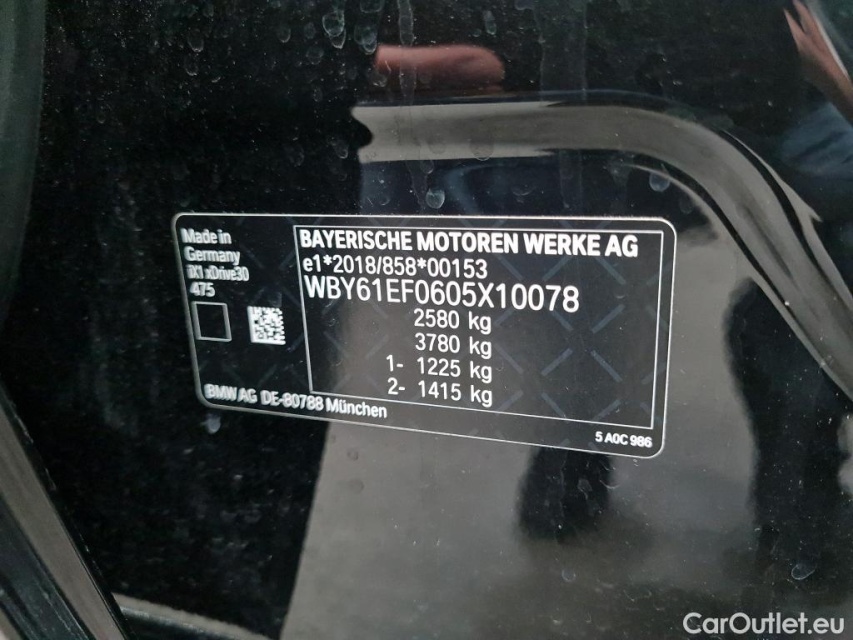 Made in
Germany
iX1 xDrive30
475
BAYERISCHE MOTOREN WERKE AG
e1*2018/858*00153
WBY61EF0605X10078
2580 kg
3780 kg
1- 1225 kg
2- 1415 kg
BMW AG DE-80788 München
5 A0C 986
CarOutlet.eu